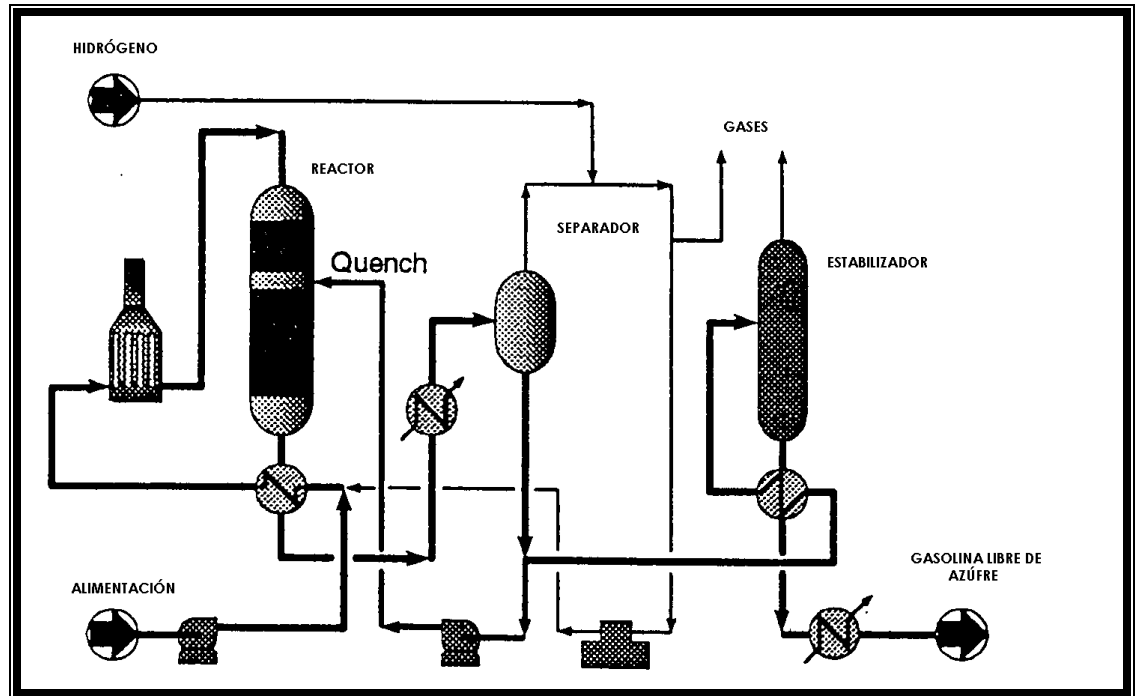 HIDRÓGENO
GASES
REACTOR
SEPARADOR
Quench
ESTABILIZADOR
GASOLINA LIBRE DE
AZÚFRE
ALIMENTACIÓN